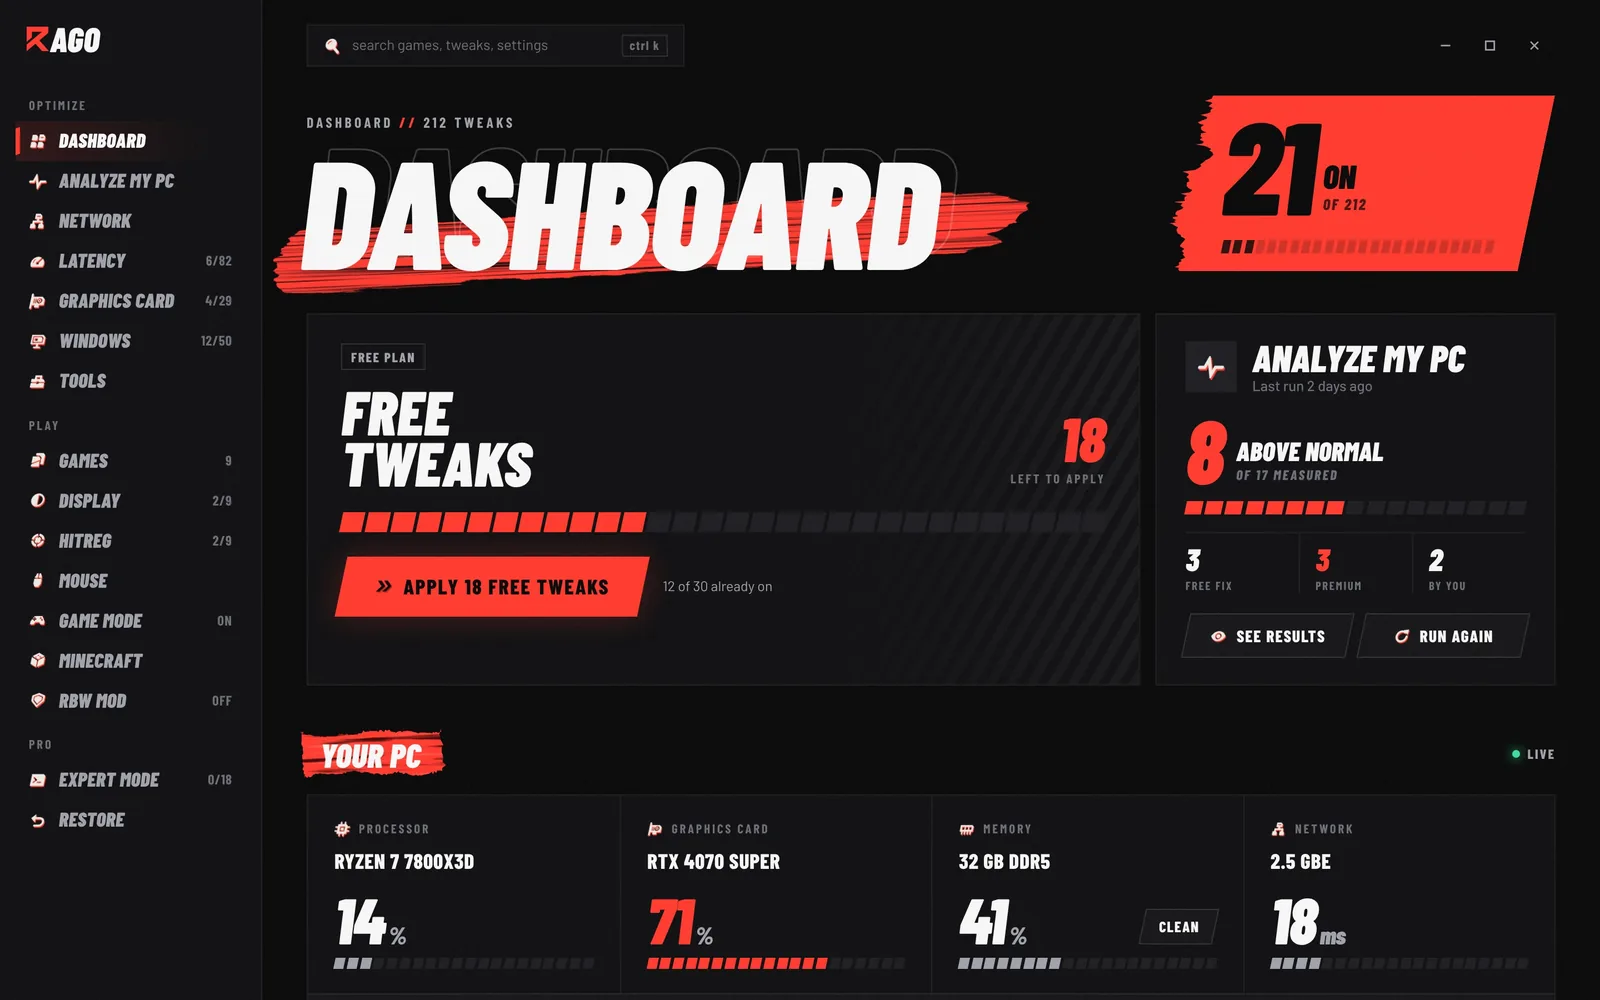 RAGO
OPTIMIZE
DASHBOARD
ANALYZE MY PC
NETWORK
LATENCY 6/82
GRAPHICS CARD 4/29
WINDOWS 12/50
TOOLS
PLAY
GAMES 9
DISPLAY 2/9
HITREG 2/9
MOUSE
GAME MODE ON
MINECRAFT
RBW MOD OFF
PRO
EXPERT MODE 0/18
RESTORE
search games, tweaks, settings ctrl k
DASHBOARD // 212 TWEAKS
DASHBOARD
21 ON
OF 212
FREE PLAN
FREE
TWEAKS
18
LEFT TO APPLY
APPLY 18 FREE TWEAKS
12 of 30 already on
ANALYZE MY PC
Last run 2 days ago
8 ABOVE NORMAL
OF 17 MEASURED
3 FREE FIX
3 PREMIUM
2 BY YOU
SEE RESULTS
RUN AGAIN
YOUR PC
LIVE
PROCESSOR
RYZEN 7 7800X3D
14%
GRAPHICS CARD
RTX 4070 SUPER
71%
MEMORY
32 GB DDR5
41%
CLEAN
NETWORK
2.5 GBE
18ms